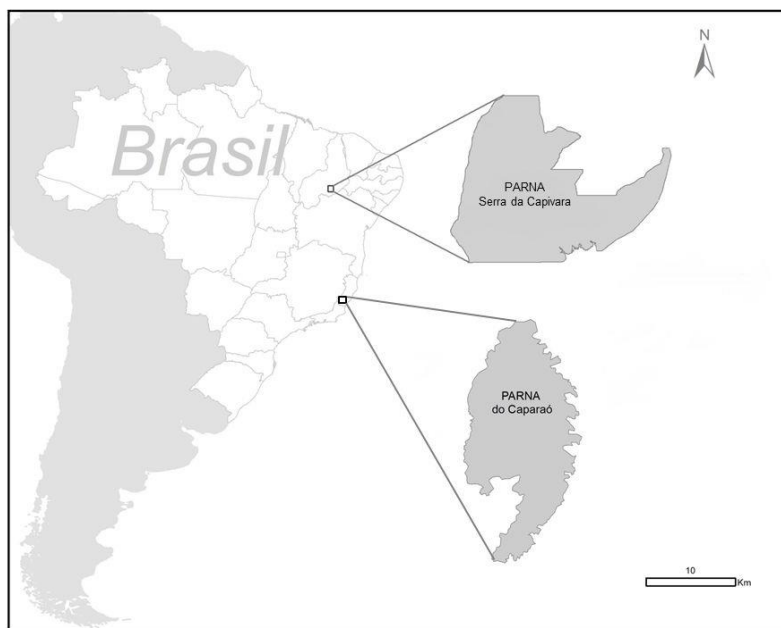 N
Brasil
PARNA
Serra da Capivara
PARNA
do Caparaó
10
Km